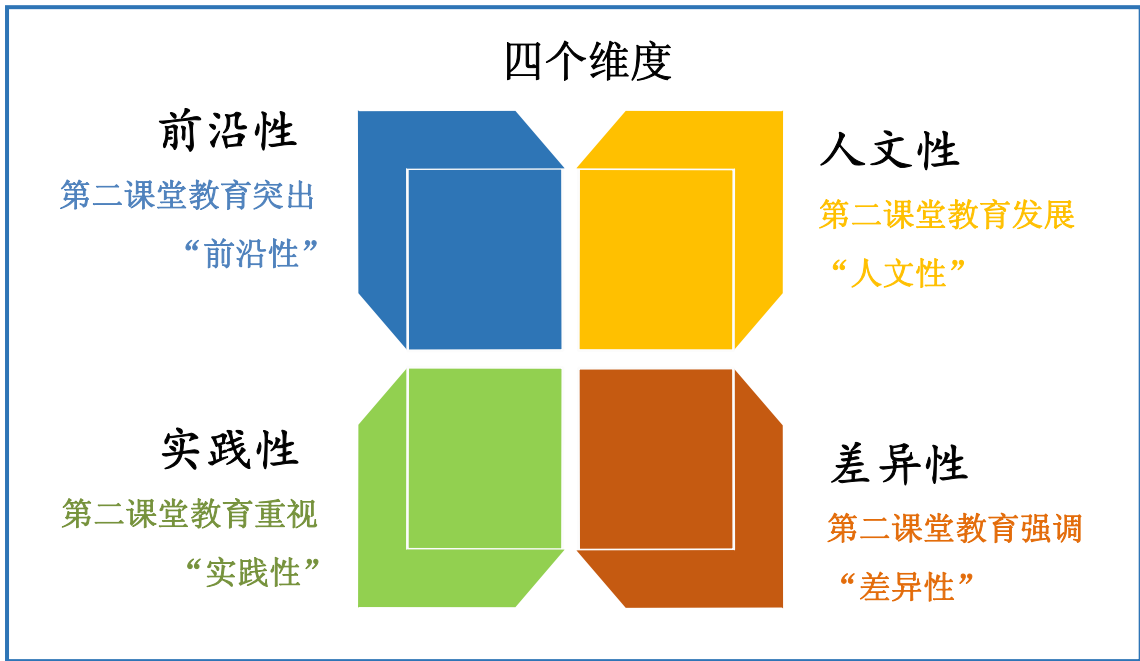 四个维度
前沿性
第二课堂教育突出
“前沿性”
人文性
第二课堂教育发展
“人文性”
实践性
第二课堂教育重视
“实践性”
差异性
第二课堂教育强调
“差异性”